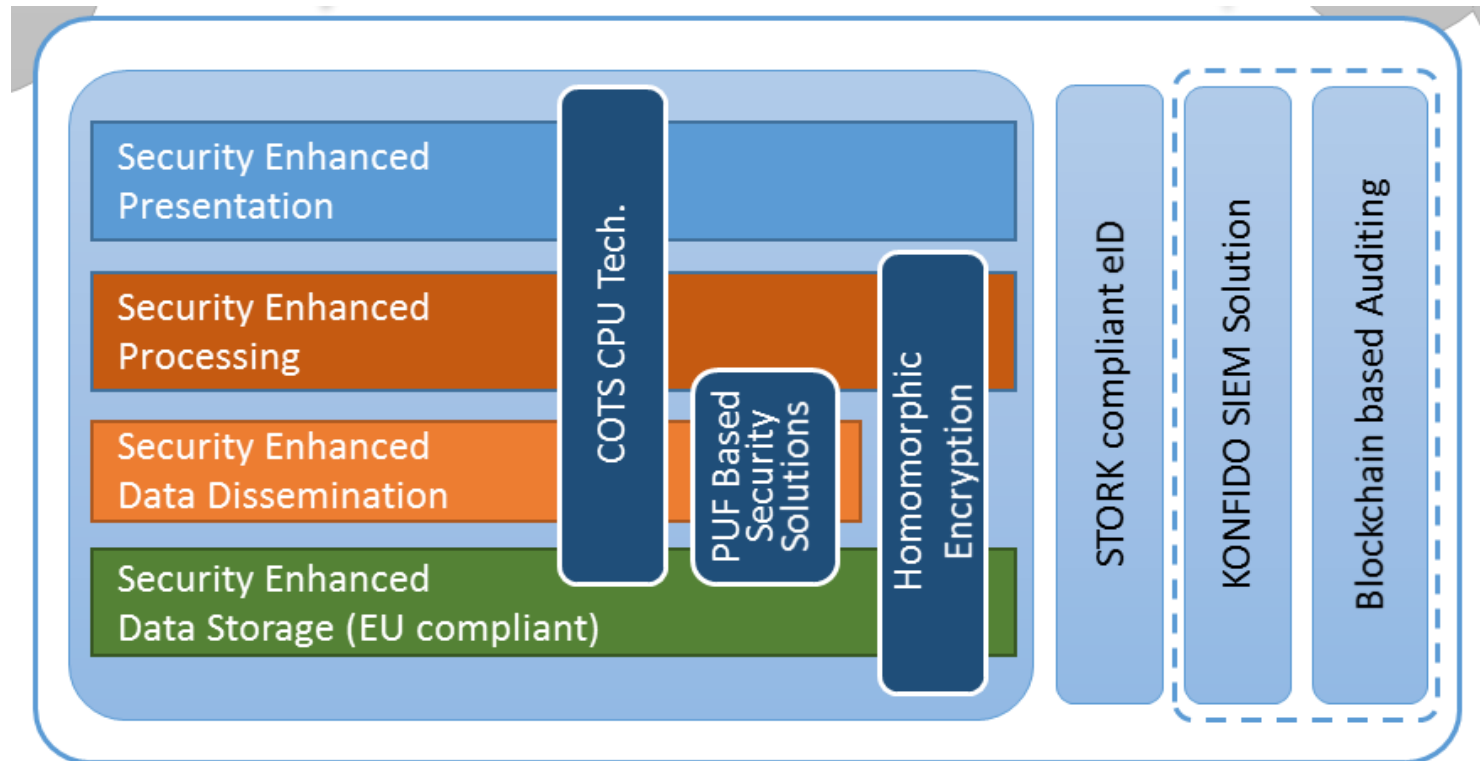 Security Enhanced
Presentation
Security Enhanced
Processing
Security Enhanced
Data Dissemination
Security Enhanced
Data Storage (EU compliant)
COTS CPU Tech.
PUF Based
Security
Solutions
Homomorphic
Encryption
STORK compliant eID
KONFIDO SIEM Solution
Blockchain based Auditing